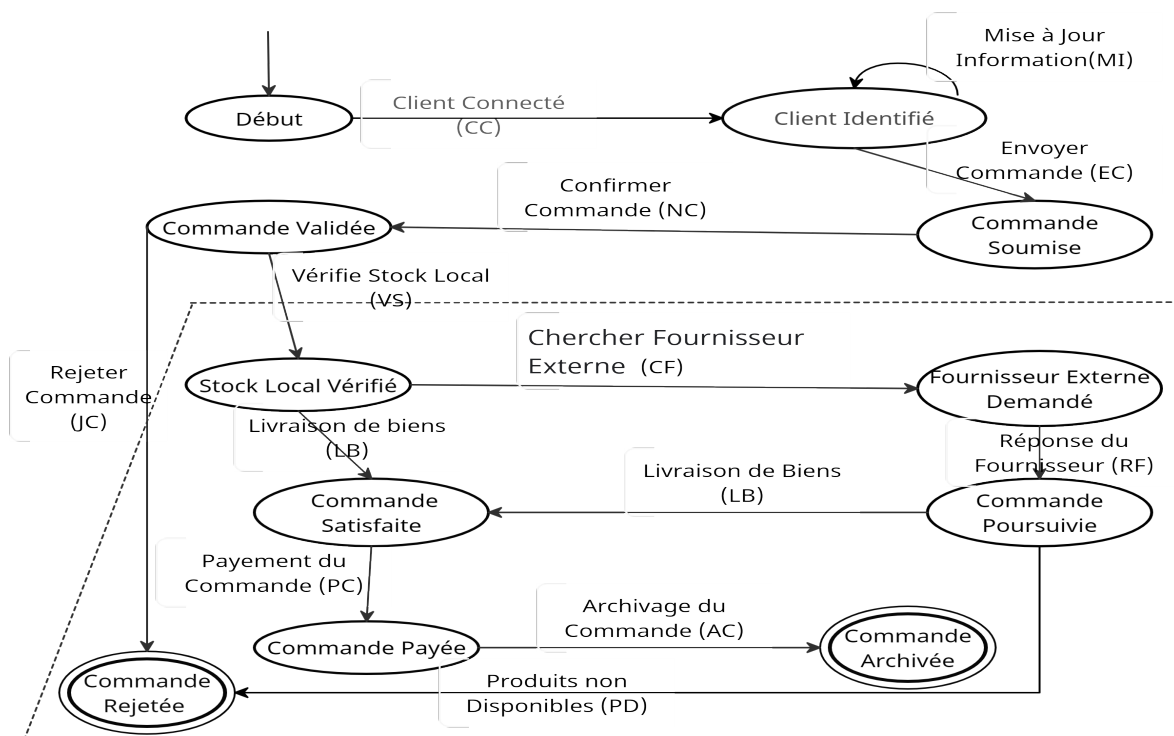 Mise à Jour
Information(MI)
Client Connecté
(CC)
Début
Client Identifié
Envoyer
Commande (EC)
Confirmer
Commande (NC)
Commande Validée
Commande
Soumise
Vérifie Stock Local
(VS)
Chercher Fournisseur
Externe (CF)
Rejeter
Commande
(JC)
Stock Local Vérifié
Fournisseur Externe
Demandé
Livraison de biens
(LB)
Réponse du
Fournisseur (RF)
Livraison de Biens
(LB)
Commande
Satisfaite
Commande
Poursuivie
Payement du
Commande (PC)
Archivage du
Commande (AC)
Commande Payée
Commande
Archivée
Commande
Rejetée
Produits non
Disponibles (PD)